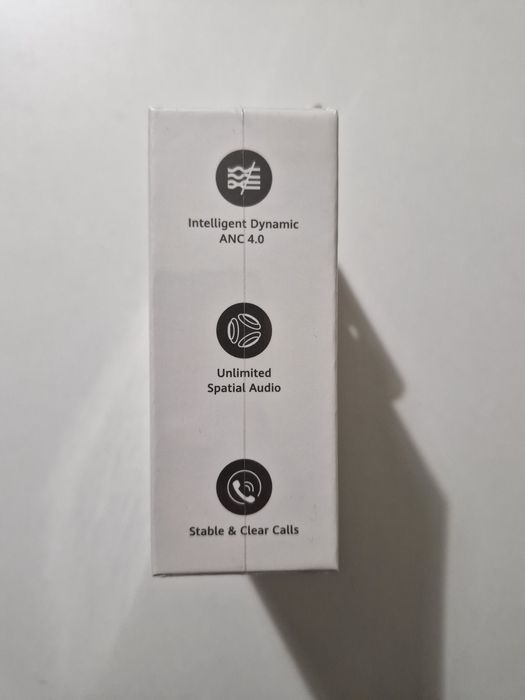 Intelligent Dynamic
ANC 4.0
Unlimited
Spatial Audio
Stable & Clear Calls